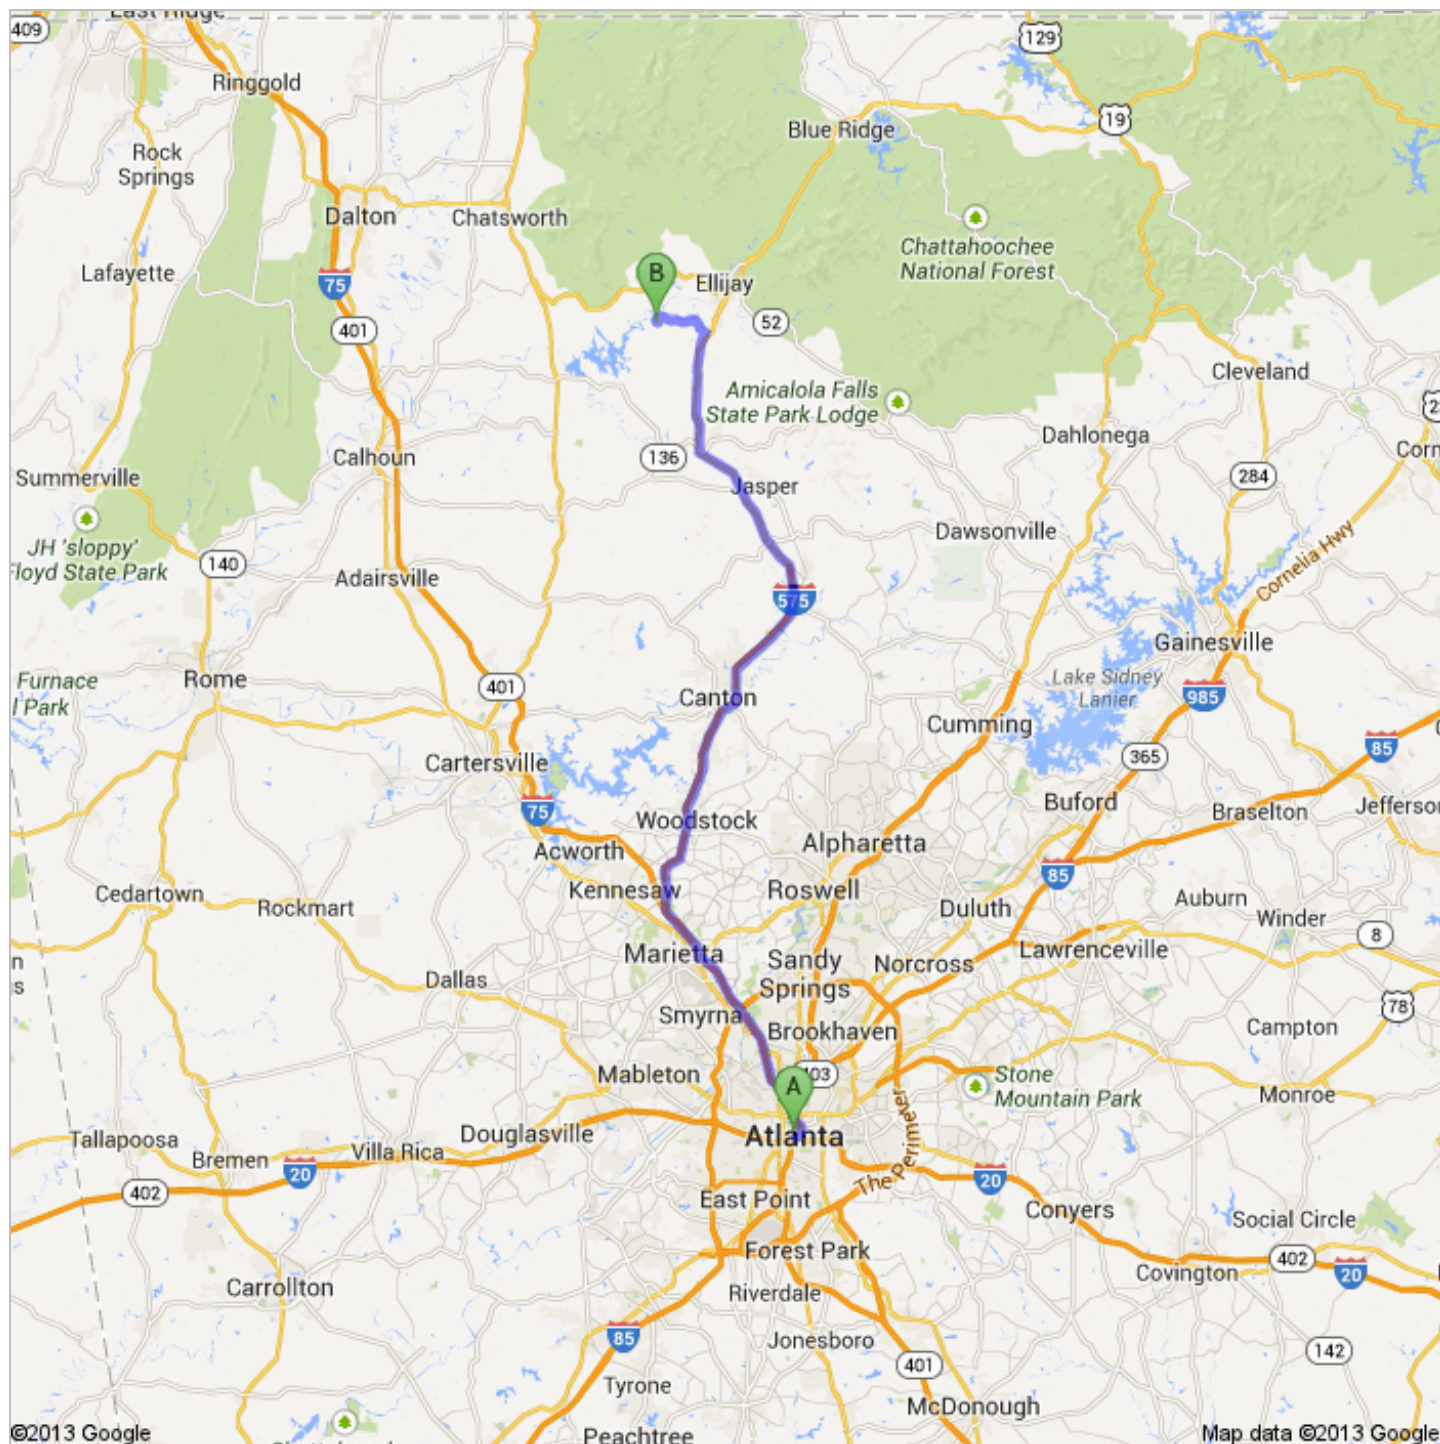 East Ridge
409
Ringgold
129
Blue Ridge
19
Rock
Springs
Dalton
Chatsworth
Chattahoochee
National Forest
Lafayette
75
B
Ellijay
401
52
Cleveland
Amicalola Falls
State Park Lodge
Dahlonega
Corn
Calhoun
136
Summerville
Jasper
284
Dawsonville
JH 'sloppy'
Floyd State Park
140
Adairsville
Cornelia Hwy
575
Gainesville
Furnace
l Park
Rome
401
Canton
Lake Sidney
Lanier
985
Cumming
85
365
Cartersville
75
Woodstock
Buford
Braselton
Jefferson
Acworth
Alpharetta
85
Cedartown
Rockmart
Kennesaw
Roswell
Duluth
Auburn
Winder
8
Marietta
Sandy
Springs
Norcross
Lawrenceville
n
s
Dallas
78
Smyrna
Brookhaven
Campton
Mableton
403
A
Stone
Mountain Park
Monroe
Tallapoosa
Bremen
Villa Rica
Douglasville
Atlanta
The Perimeter
20
402
20
East Point
Conyers
Social Circle
Forest Park
402
20
Carrollton
Riverdale
Covington
85
Jonesboro
401
142
Tyrone
McDonough
Peachtree
©2013 Google
Map data ©2013 Google